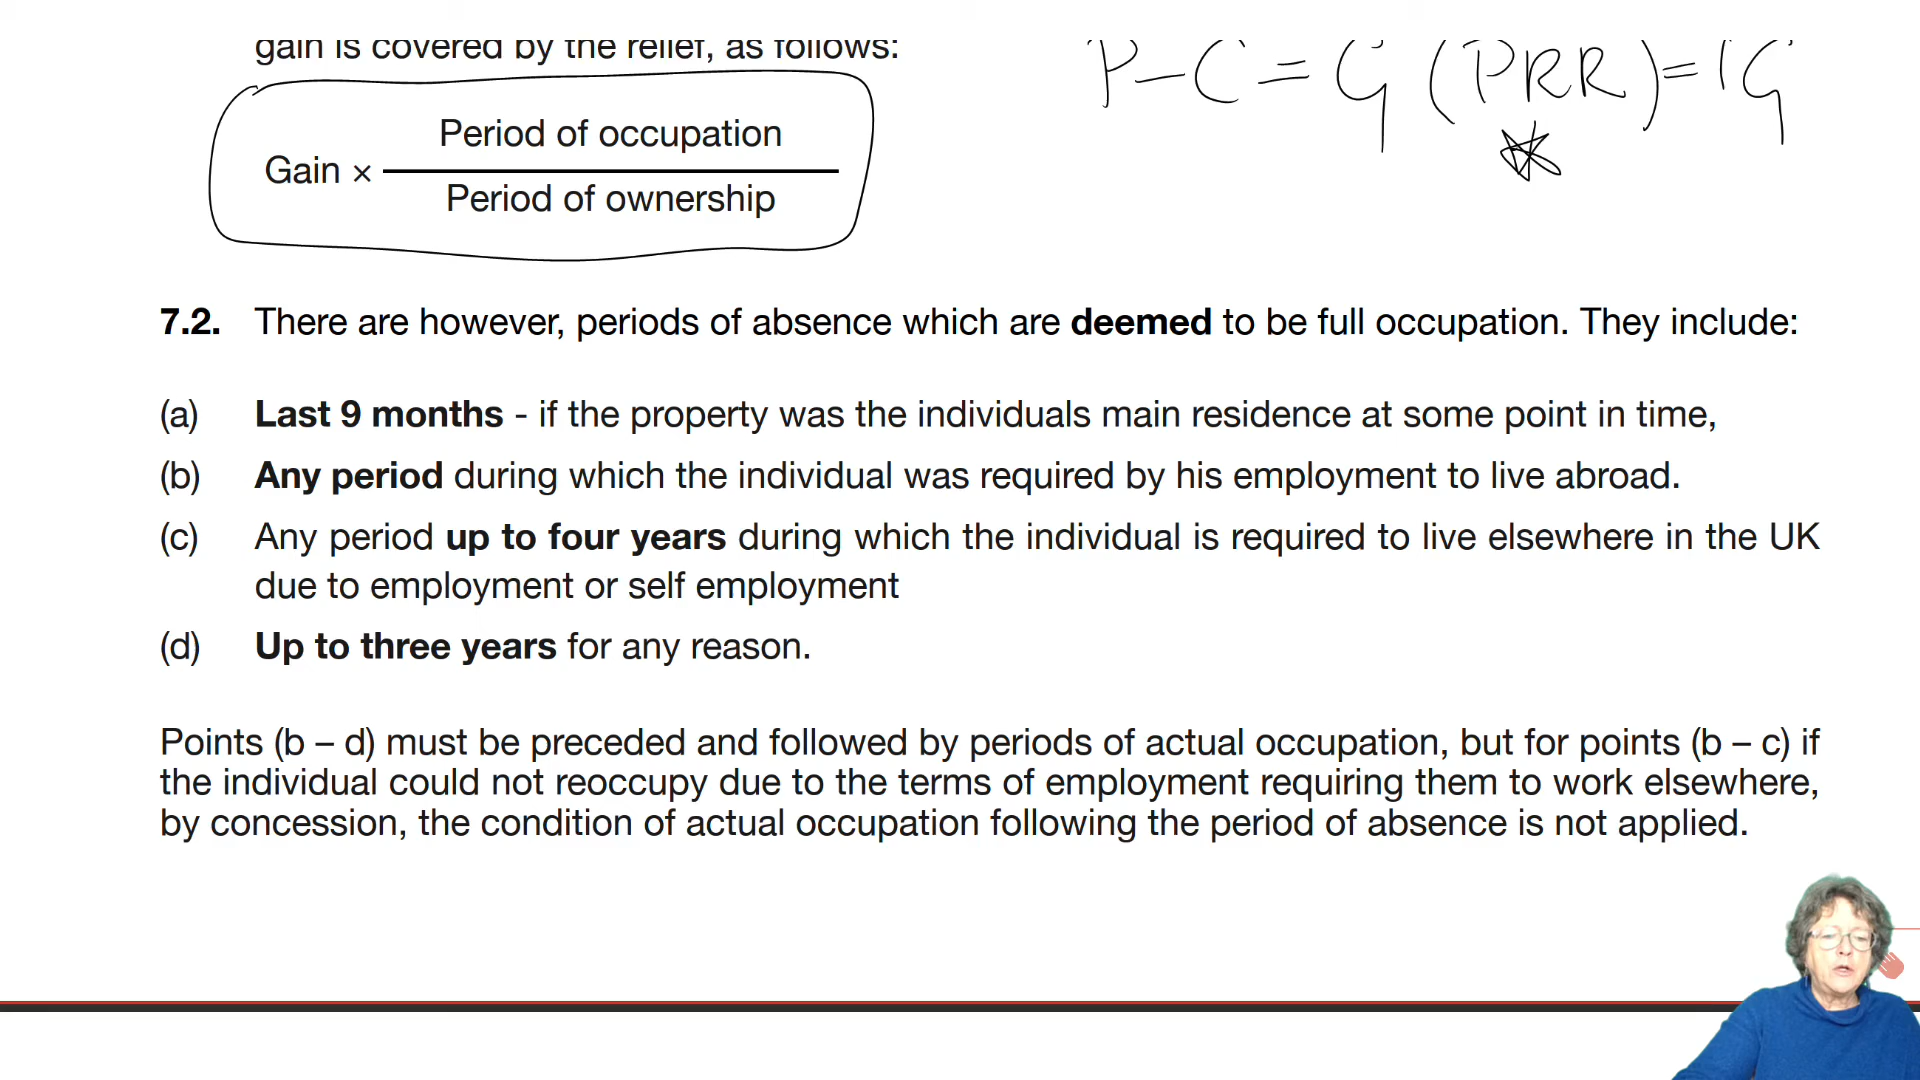 gain is covered by the relief, as follows:
P – C = G (PRR) = 1G
Gain × Period of occupation
Period of ownership
7.2. There are however, periods of absence which are deemed to be full occupation. They include:
(a) Last 9 months - if the property was the individuals main residence at some point in time,
(b) Any period during which the individual was required by his employment to live abroad.
(c) Any period up to four years during which the individual is required to live elsewhere in the UK
due to employment or self employment
(d) Up to three years for any reason.
Points (b – d) must be preceded and followed by periods of actual occupation, but for points (b – c) if
the individual could not reoccupy due to the terms of employment requiring them to work elsewhere,
by concession, the condition of actual occupation following the period of absence is not applied.